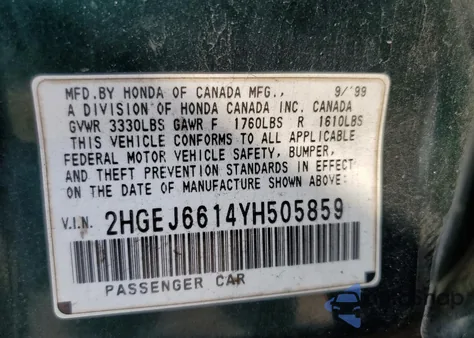 MFD.BY HONDA OF CANADA MFG., 9/'99
A DIVISION OF HONDA CANADA INC. CANADA
GVWR 3330LBS GAWR F 1760LBS R 1610LBS
THIS VEHICLE CONFORMS TO ALL APPLICABLE
FEDERAL MOTOR VEHICLE SAFETY, BUMPER,
AND THEFT PREVENTION STANDARDS IN EFFECT
ON THE DATE OF MANUFACTURE SHOWN ABOVE:
V.I.N. 2HGEJ6614YH505859
PASSENGER CAR